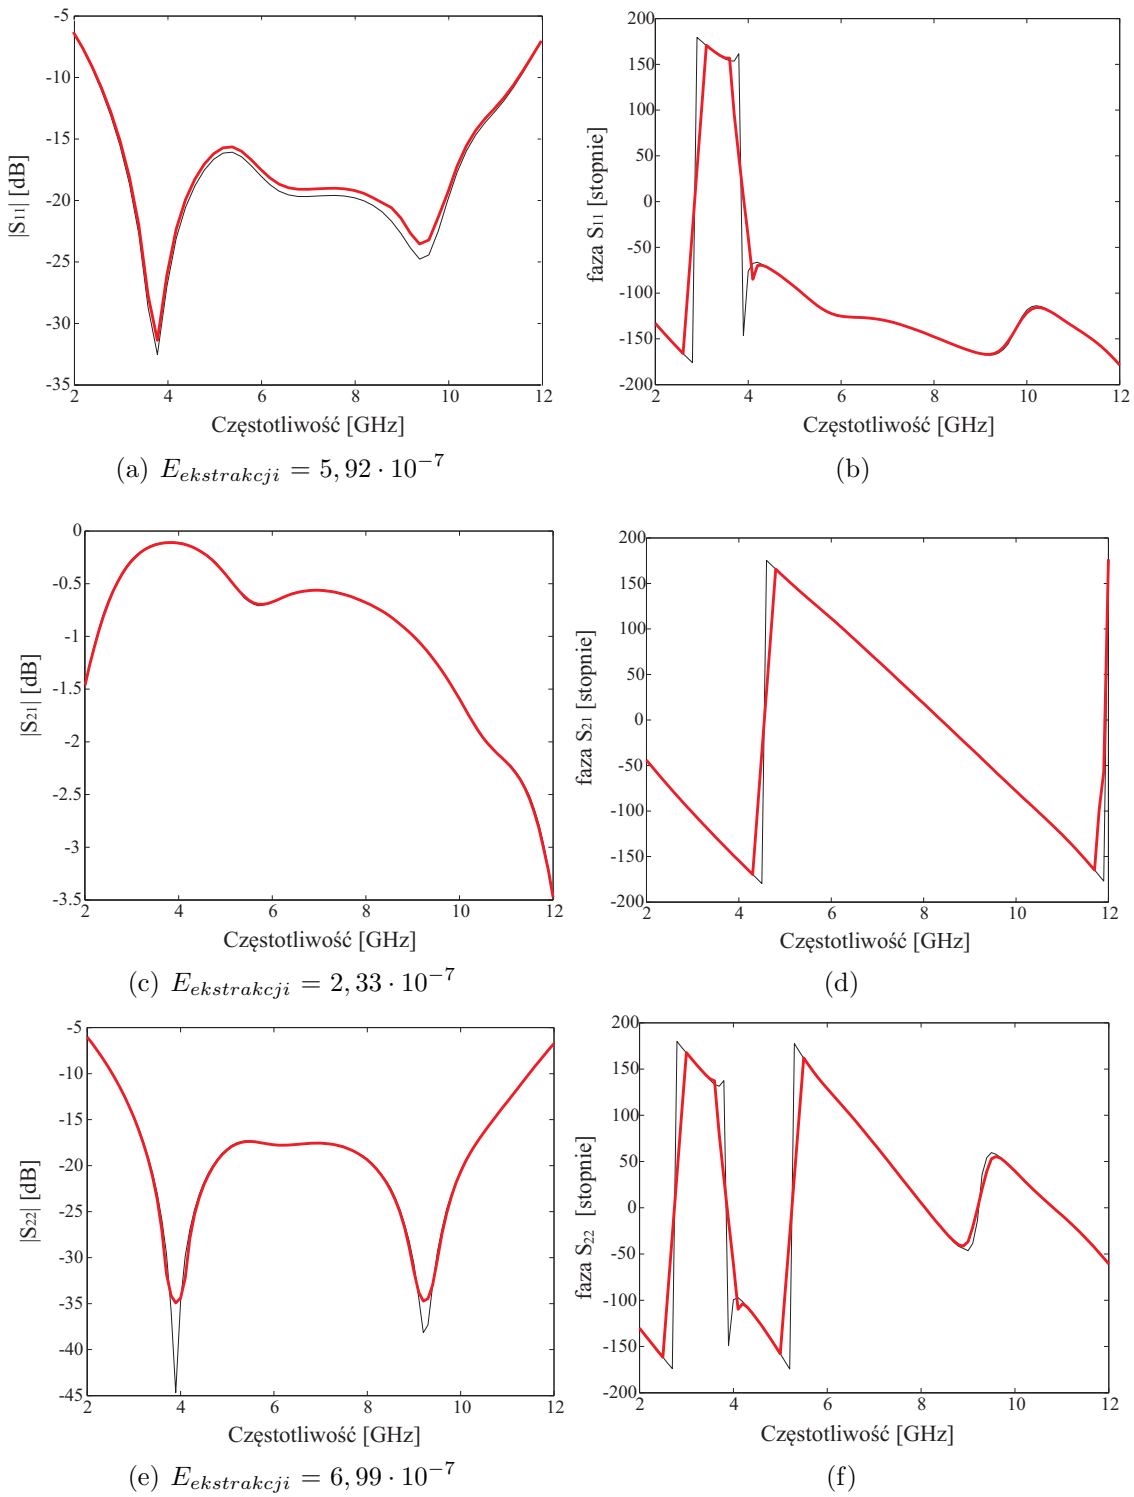 -5
-10
-15
-20
-25
-30
-35
2 4 6 8 10 12
|S11| [dB]
Częstotliwość [GHz]
(a) E_ekstrakcji = 5,92 · 10^-7
200
150
100
50
0
-50
-100
-150
-200
2 4 6 8 10 12
faza S11 [stopnie]
Częstotliwość [GHz]
(b)
0
-0.5
-1
-1.5
-2
-2.5
-3
-3.5
2 4 6 8 10 12
|S21| [dB]
Częstotliwość [GHz]
(c) E_ekstrakcji = 2,33 · 10^-7
200
150
100
50
0
-50
-100
-150
-200
2 4 6 8 10 12
faza S21 [stopnie]
Częstotliwość [GHz]
(d)
-5
-10
-15
-20
-25
-30
-35
-40
-45
2 4 6 8 10 12
|S22| [dB]
Częstotliwość [GHz]
(e) E_ekstrakcji = 6,99 · 10^-7
200
150
100
50
0
-50
-100
-150
-200
2 4 6 8 10 12
faza S22 [stopnie]
Częstotliwość [GHz]
(f)